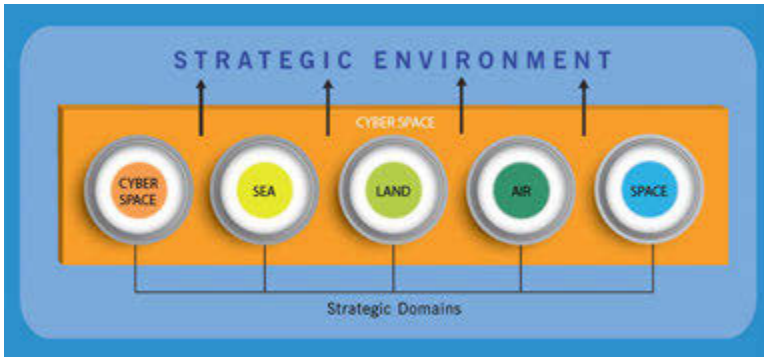 STRATEGIC ENVIRONMENT
CYBER SPACE
CYBER
SPACE
SEA
LAND
AIR
SPACE
Strategic Domains